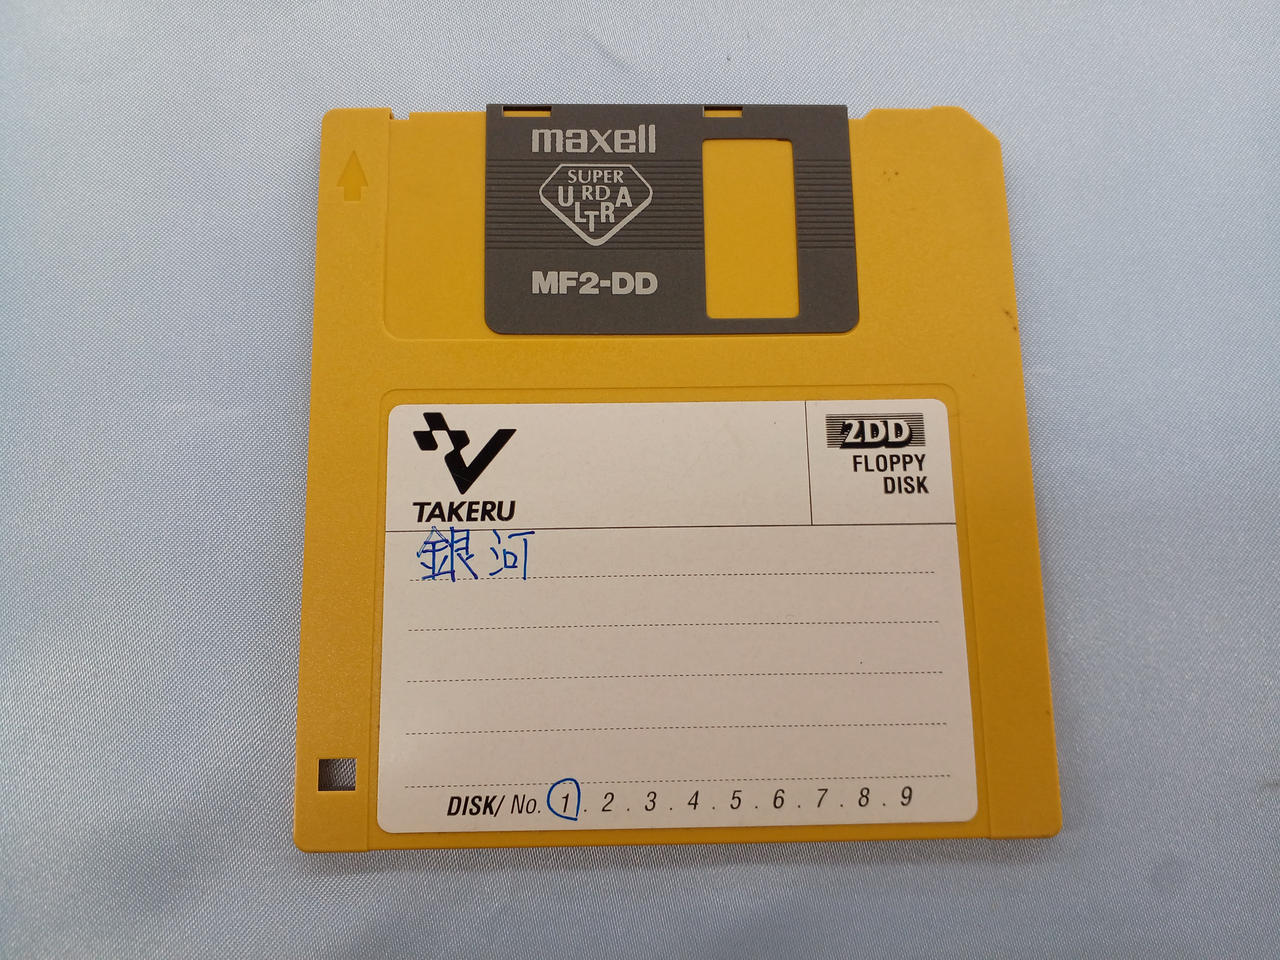 maxell
SUPER
URDA
LTR
MF2-DD
TAKERU
2DD
FLOPPY
DISK
銀河
DISK/ No. 1 . 2 . 3 . 4 . 5 . 6 . 7 . 8 . 9